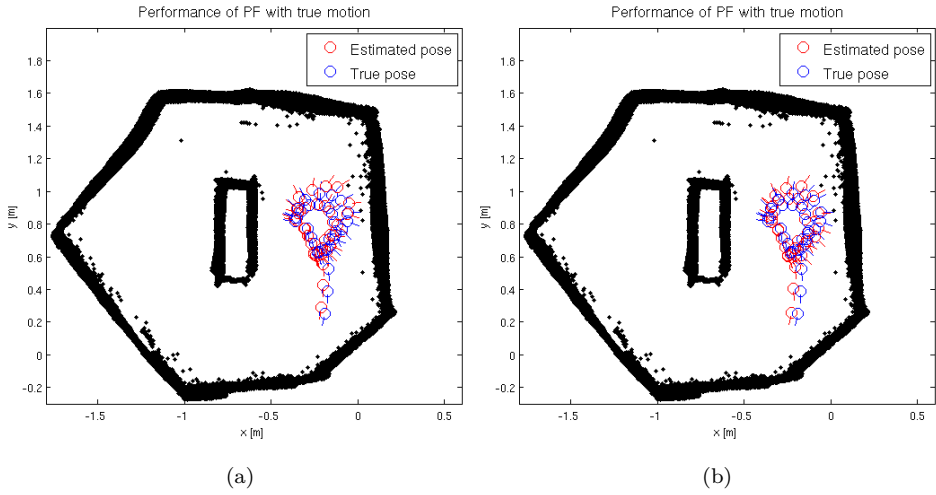 Performance of PF with true motion
Estimated pose
True pose
1.8
1.6
1.4
1.2
1
0.8
0.6
0.4
0.2
0
-0.2
y [m]
-1.5
-1
-0.5
0
0.5
x [m]
(a)
Performance of PF with true motion
Estimated pose
True pose
1.8
1.6
1.4
1.2
1
0.8
0.6
0.4
0.2
0
-0.2
y [m]
-1.5
-1
-0.5
0
0.5
x [m]
(b)